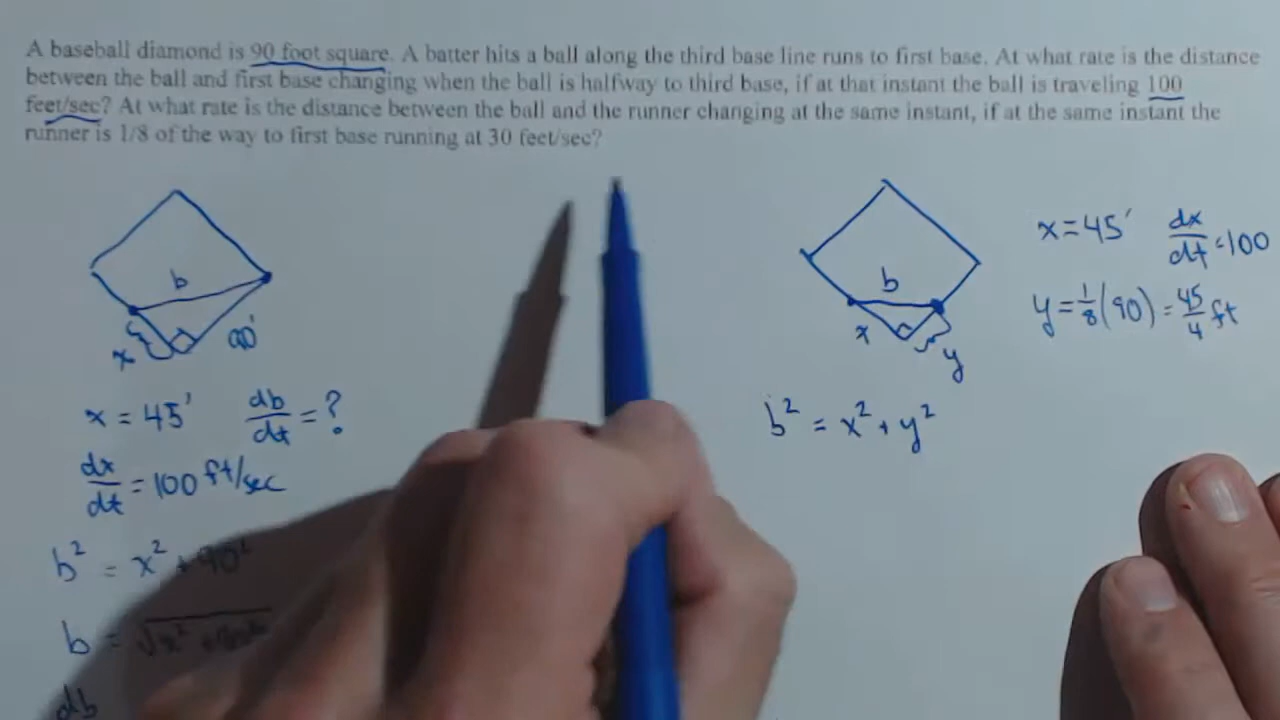 A baseball diamond is 90 foot square. A batter hits a ball along the third base line runs to first base. At what rate is the distance
between the ball and first base changing when the ball is halfway to third base, if at that instant the ball is traveling 100
feet/sec? At what rate is the distance between the ball and the runner changing at the same instant, if at the same instant the
runner is 1/8 of the way to first base running at 30 feet/sec?
b
x
90'
x = 45' db/dt = ?
dx/dt = 100 ft/sec
b² = x² + 90²
b =
db
b
x
y
x = 45' dx/dt = 100
y = 1/8 (90) = 45/4 ft
b² = x² + y²